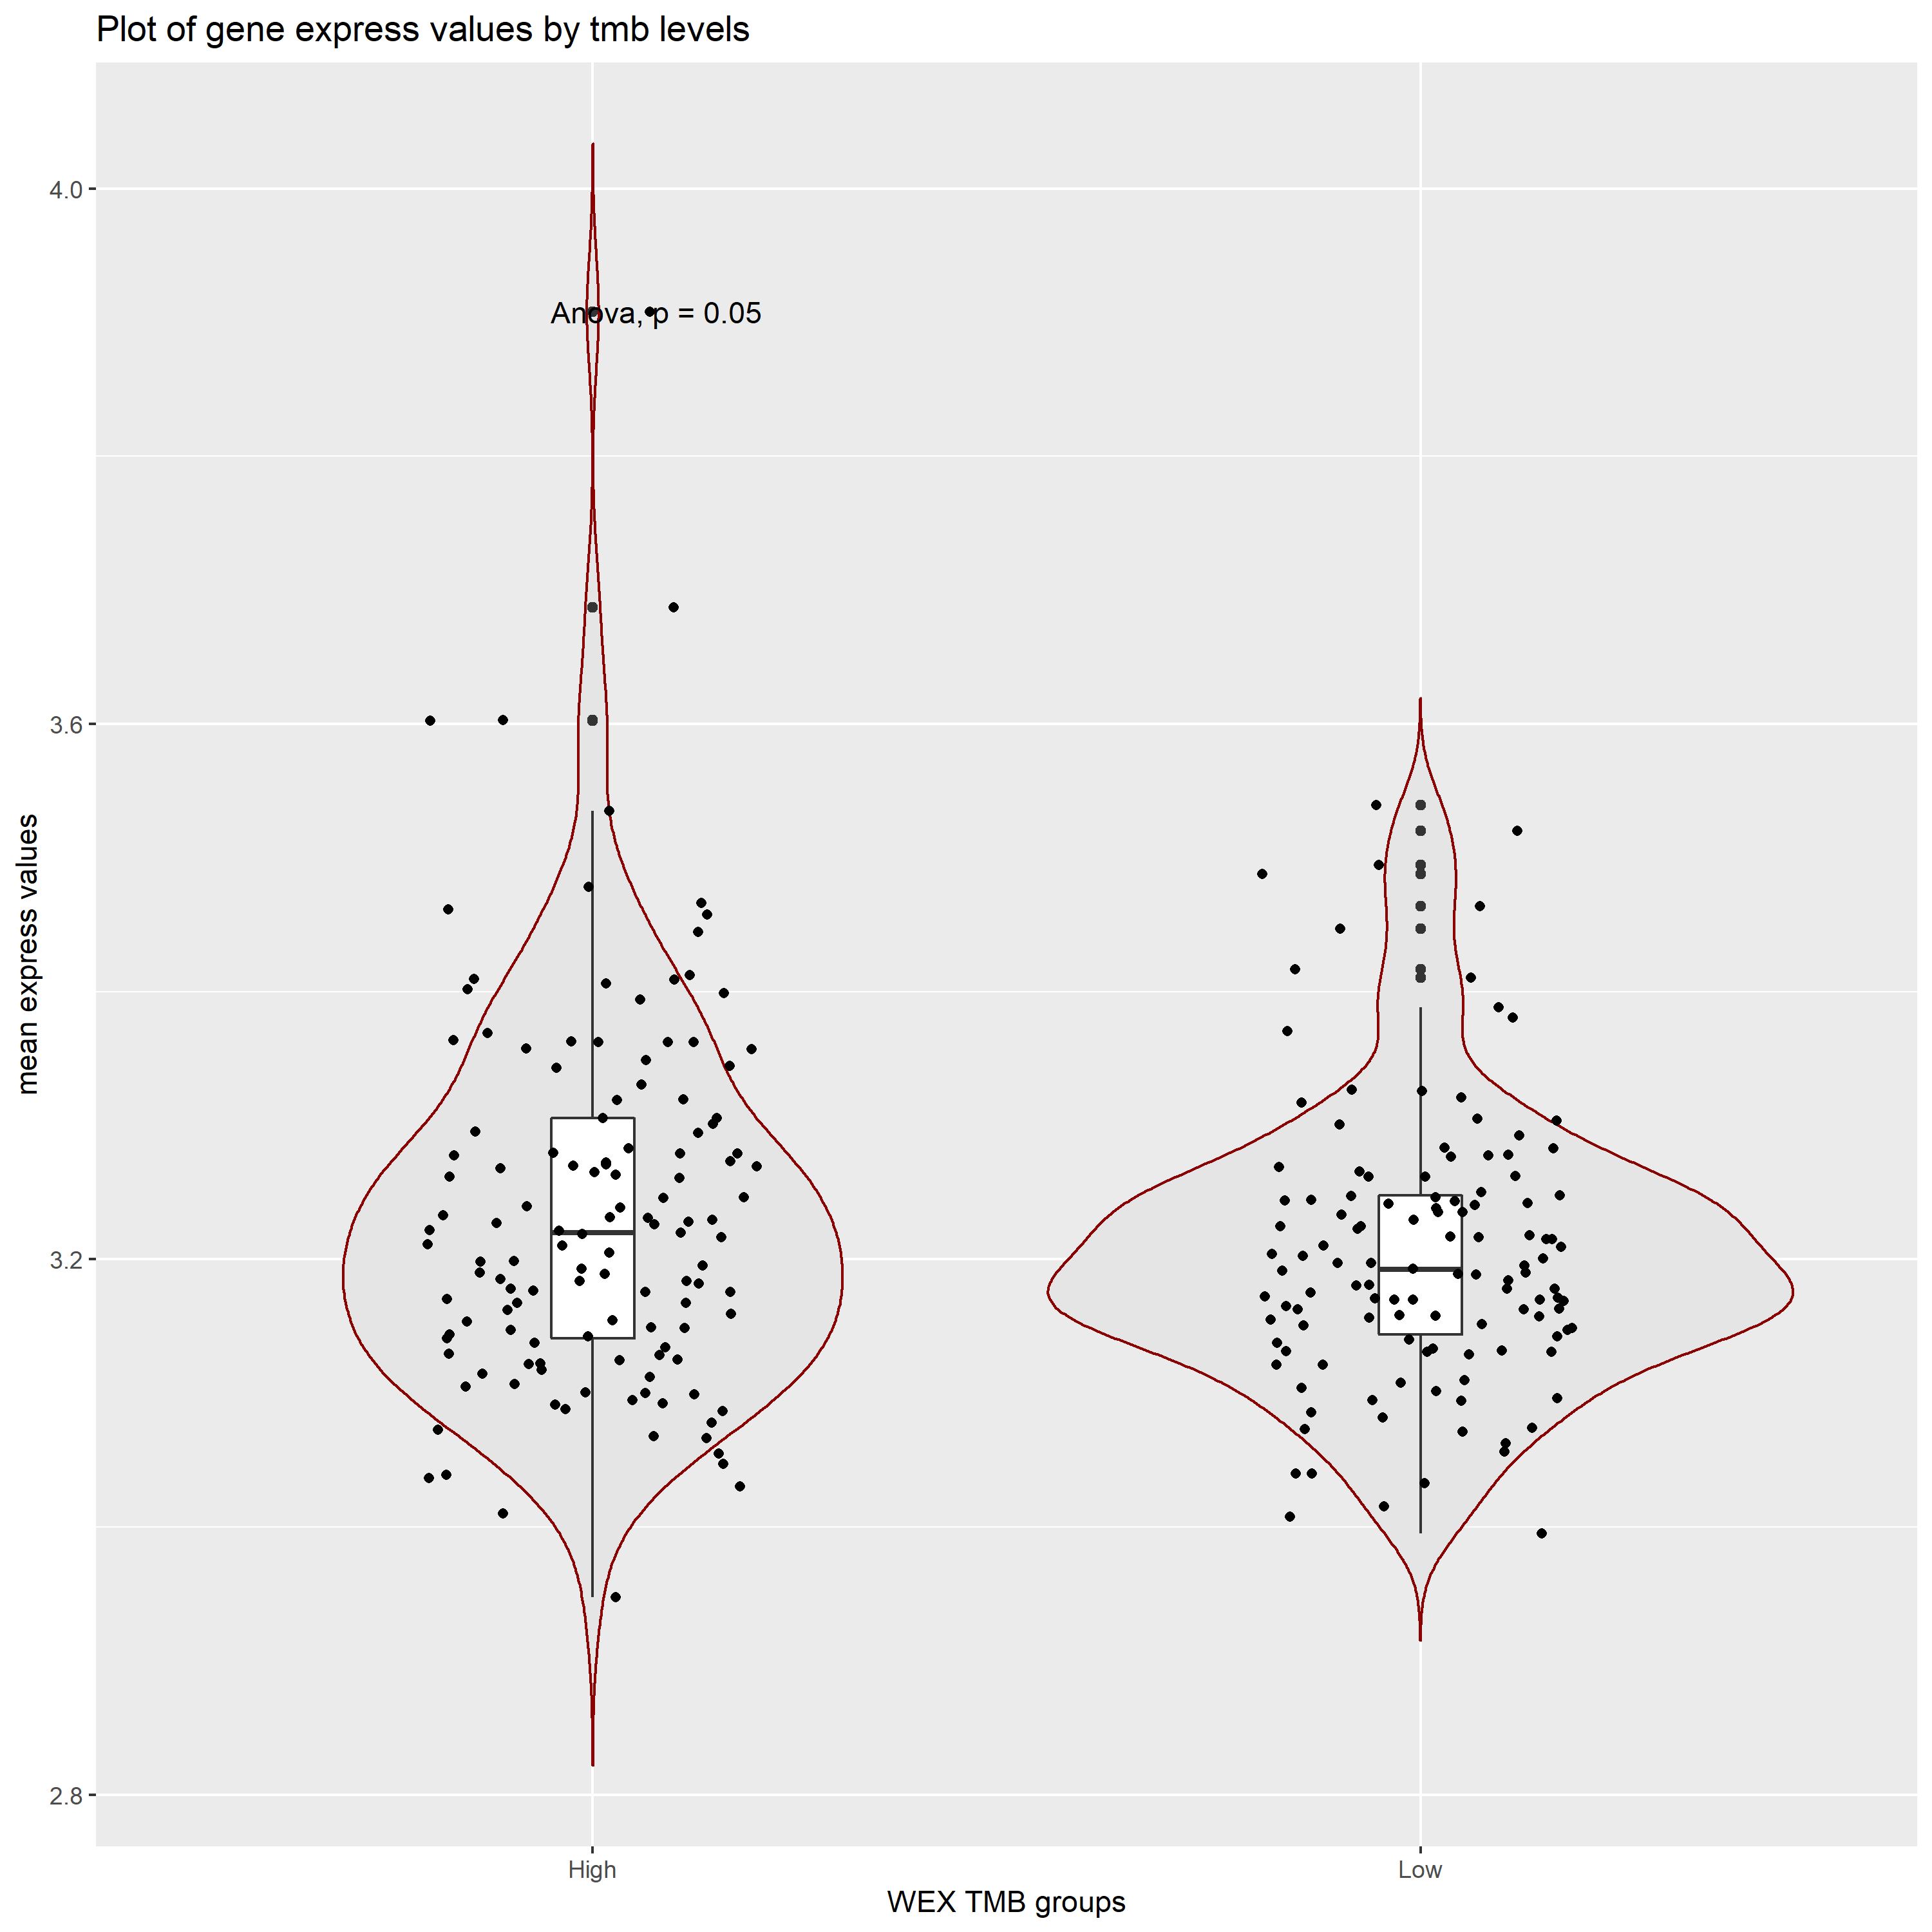 Plot of gene express values by tmb levels
4.0
Anova, p = 0.05
3.6
mean express values
3.2
2.8
High
Low
WEX TMB groups